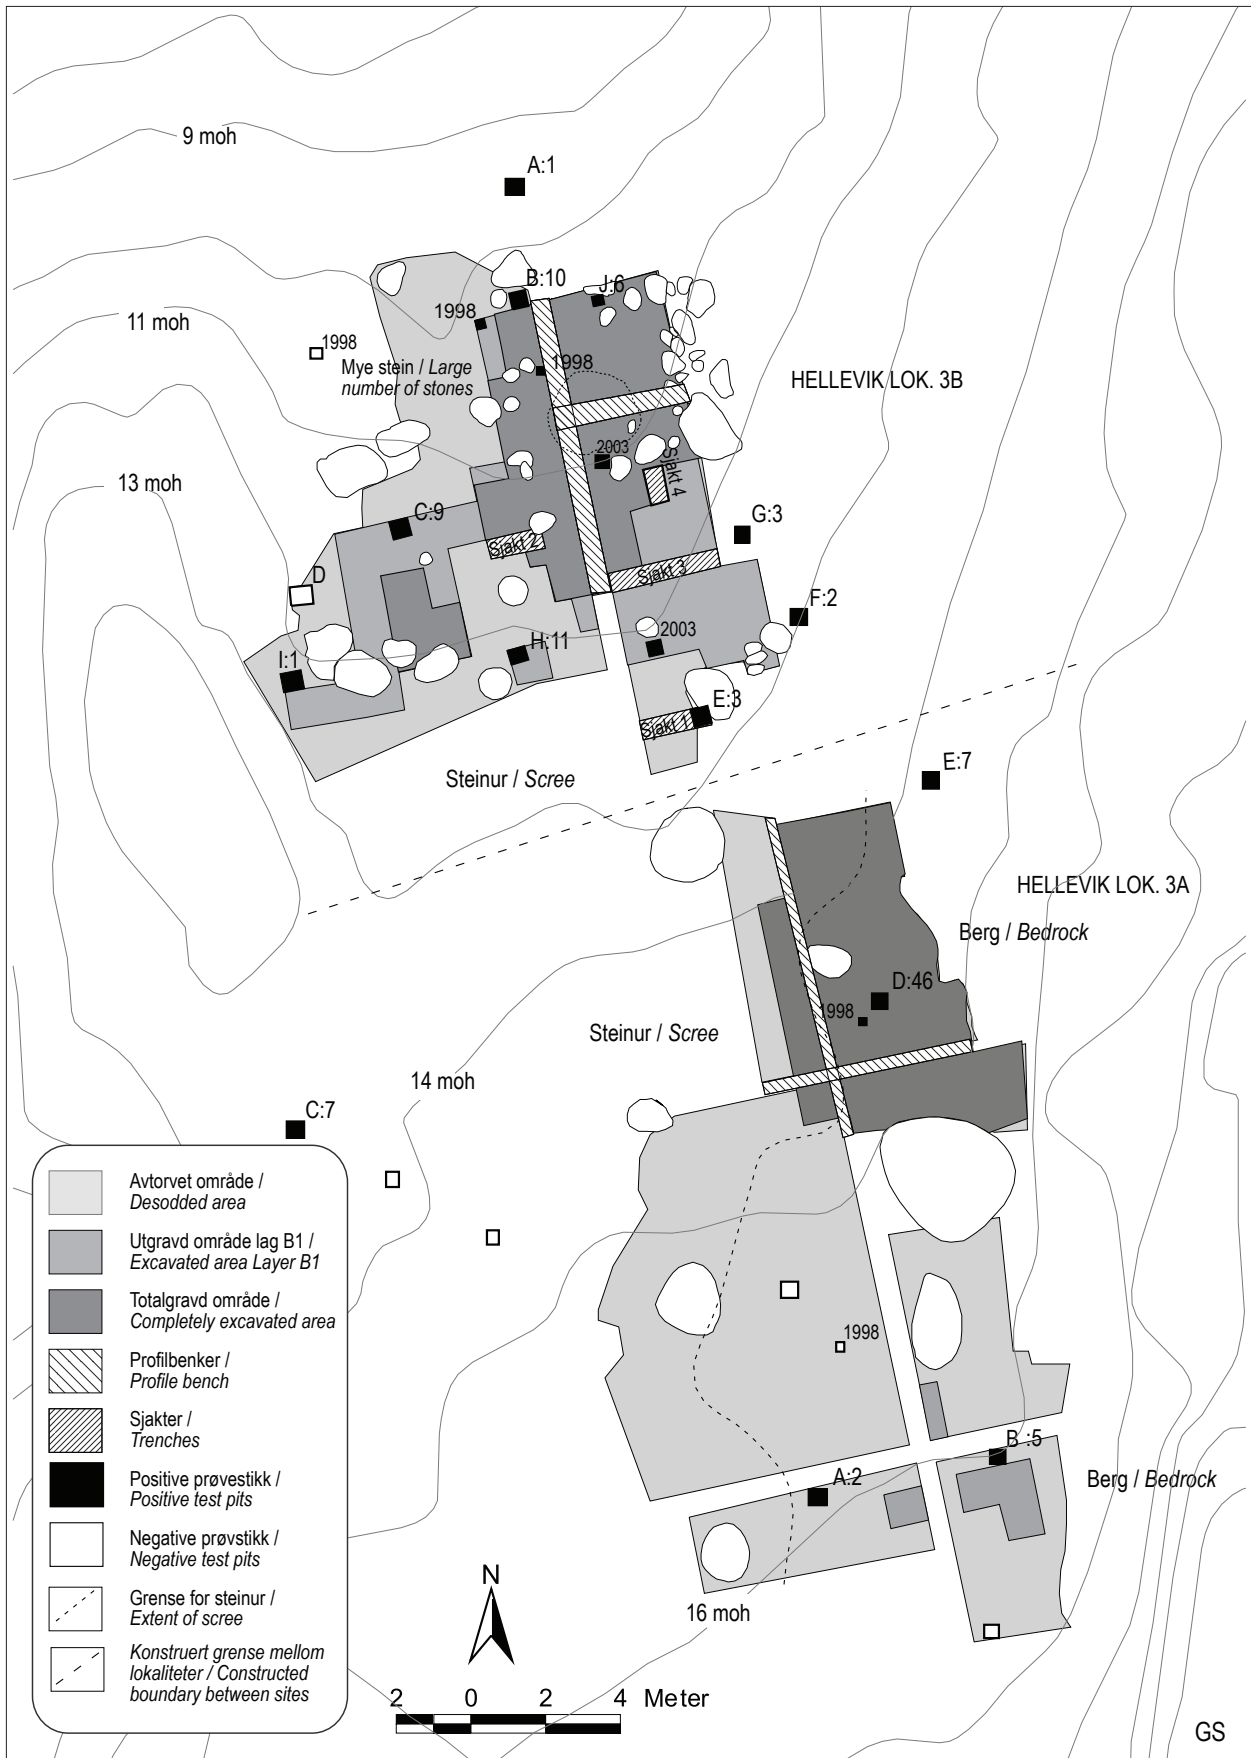 9 moh
A:1
B:10
J:6
1998
11 moh
1998
1998
Mye stein / Large
number of stones
HELLEVIK LOK. 3B
2003
Sjakt 4
13 moh
C:9
G:3
Sjakt 2
Sjakt 3
D
F:2
2003
H:11
I:1
E:3
Sjakt 1
Steinur / Scree
E:7
HELLEVIK LOK. 3A
Berg / Bedrock
D:46
1998
Steinur / Scree
14 moh
C:7
1998
B :5
A:2
Berg / Bedrock
16 moh
Avtorvet område /
Desodded area
Utgravd område lag B1 /
Excavated area Layer B1
Totalgravd område /
Completely excavated area
Profilbenker /
Profile bench
Sjakter /
Trenches
Positive prøvestikk /
Positive test pits
Negative prøvstikk /
Negative test pits
Grense for steinur /
Extent of scree
Konstruert grense mellom
lokaliteter / Constructed
boundary between sites
N
2 0 2 4 Meter
GS